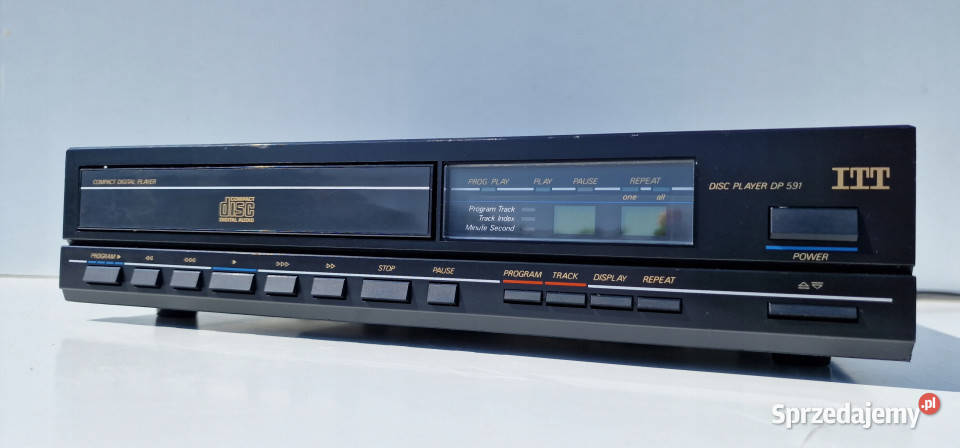 COMPACT DIGITAL PLAYER
COMPACT
disc
DIGITAL AUDIO
PROG PLAY PLAY PAUSE REPEAT
one all
Program Track
Track Index
Minute Second
DISC PLAYER DP 591
ITT
POWER
PROGRAM STOP PAUSE
PROGRAM TRACK DISPLAY REPEAT
Sprzedajemy.pl